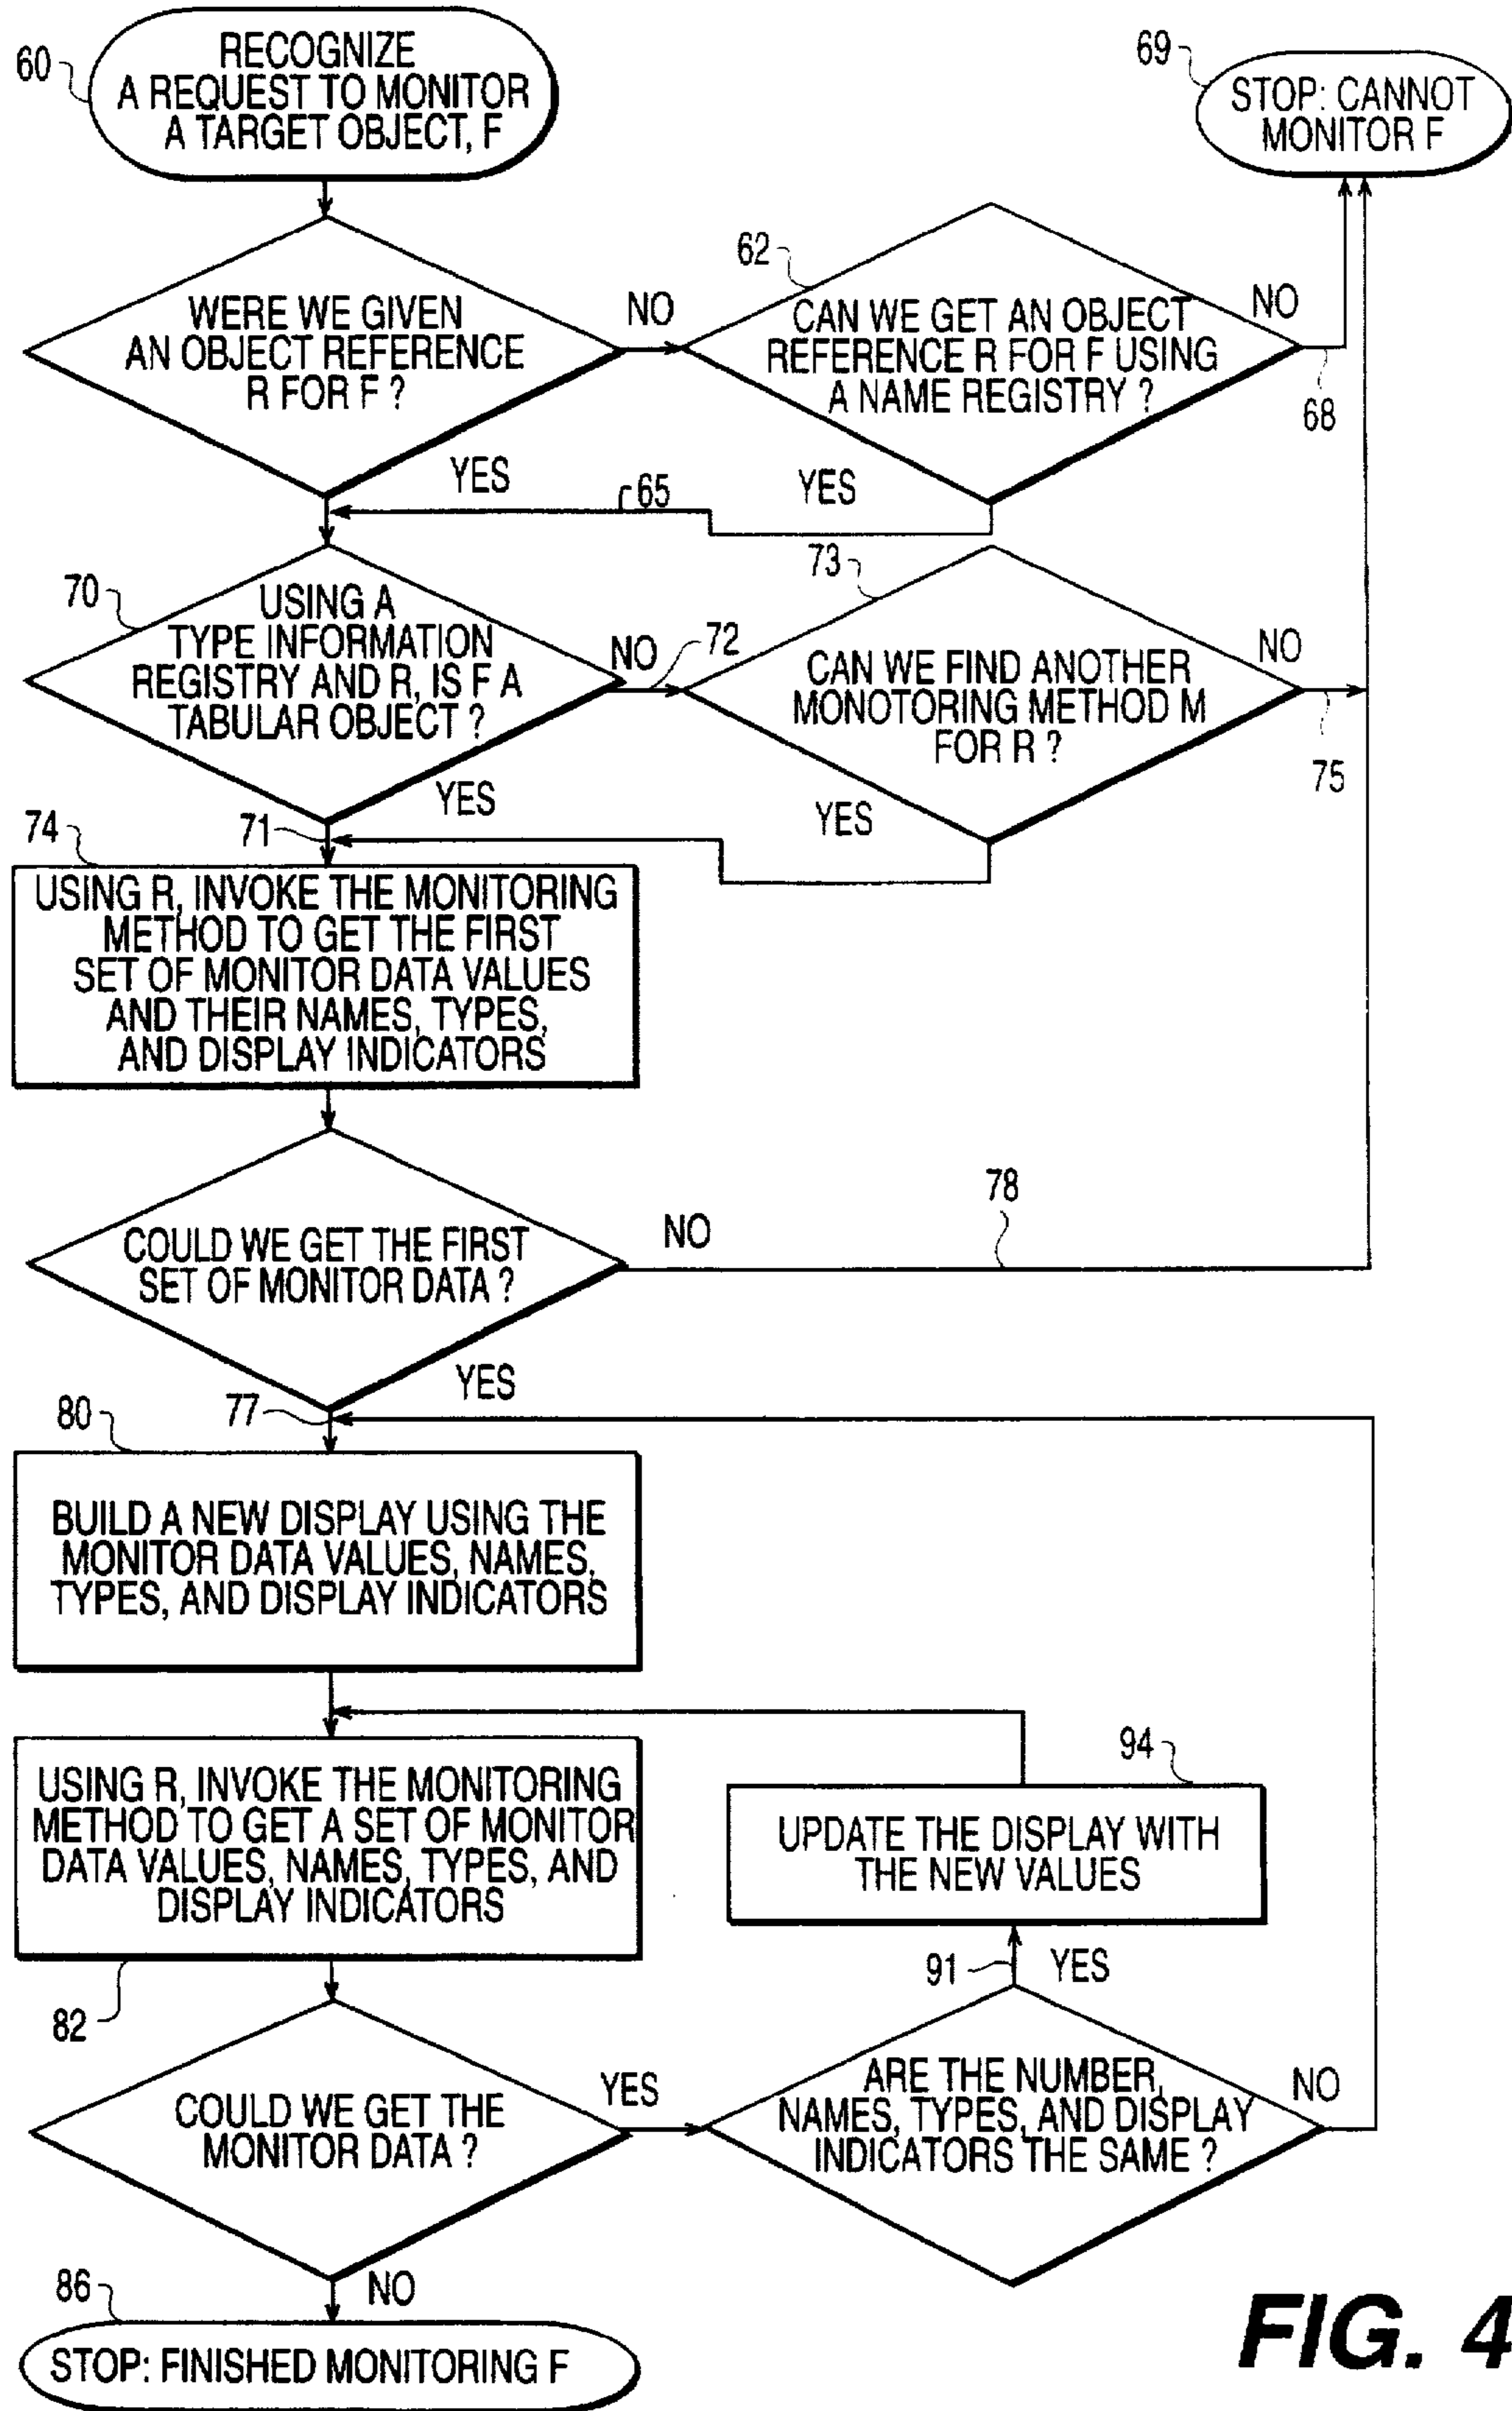 60
RECOGNIZE
A REQUEST TO MONITOR
A TARGET OBJECT, F
69
STOP: CANNOT
MONITOR F
WERE WE GIVEN
AN OBJECT REFERENCE
R FOR F ?
NO
62
CAN WE GET AN OBJECT
REFERENCE R FOR F USING
A NAME REGISTRY ?
NO
68
YES
65
YES
70
USING A
TYPE INFORMATION
REGISTRY AND R, IS F A
TABULAR OBJECT ?
NO
72
73
CAN WE FIND ANOTHER
MONOTORING METHOD M
FOR R ?
NO
75
YES
71
YES
74
USING R, INVOKE THE MONITORING
METHOD TO GET THE FIRST
SET OF MONITOR DATA VALUES
AND THEIR NAMES, TYPES,
AND DISPLAY INDICATORS
COULD WE GET THE FIRST
SET OF MONITOR DATA ?
NO
78
YES
77
80
BUILD A NEW DISPLAY USING THE
MONITOR DATA VALUES, NAMES,
TYPES, AND DISPLAY INDICATORS
USING R, INVOKE THE MONITORING
METHOD TO GET A SET OF MONITOR
DATA VALUES, NAMES, TYPES, AND
DISPLAY INDICATORS
82
94
UPDATE THE DISPLAY WITH
THE NEW VALUES
91
YES
COULD WE GET THE
MONITOR DATA ?
YES
ARE THE NUMBER,
NAMES, TYPES, AND DISPLAY
INDICATORS THE SAME ?
NO
NO
86
STOP: FINISHED MONITORING F
FIG. 4